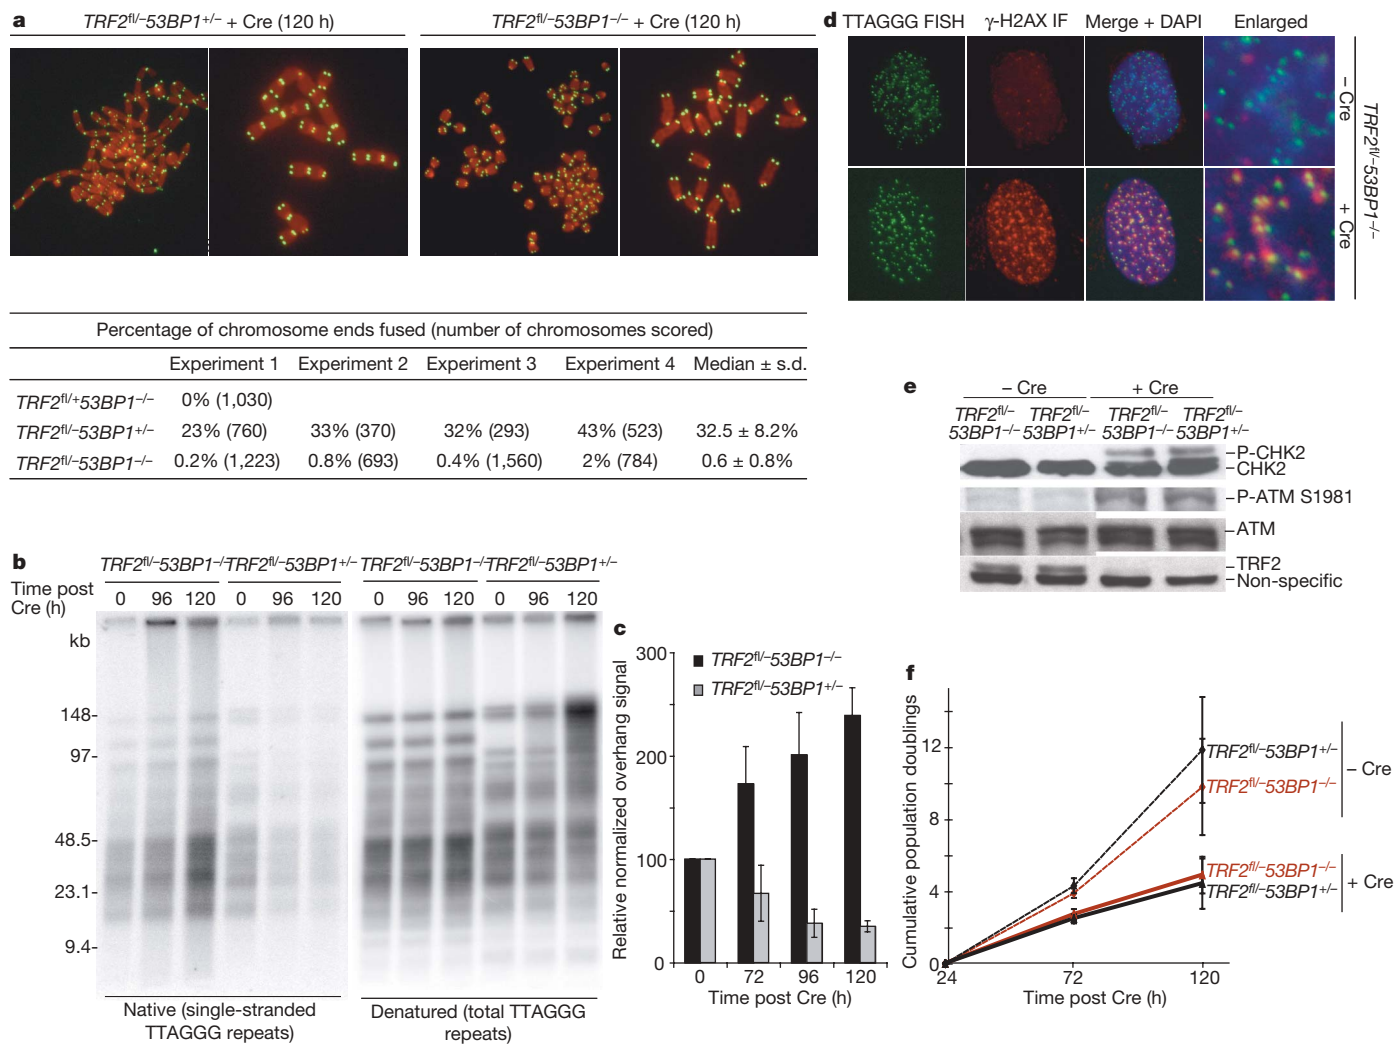 a
TRF2fl/–53BP1+/– + Cre (120 h)
TRF2fl/–53BP1–/– + Cre (120 h)
Percentage of chromosome ends fused (number of chromosomes scored)
Experiment 1 Experiment 2 Experiment 3 Experiment 4 Median ± s.d.
TRF2fl/+53BP1–/– 0% (1,030)
TRF2fl/–53BP1+/– 23% (760) 33% (370) 32% (293) 43% (523) 32.5 ± 8.2%
TRF2fl/–53BP1–/– 0.2% (1,223) 0.8% (693) 0.4% (1,560) 2% (784) 0.6 ± 0.8%
b
TRF2fl/–53BP1–/– TRF2fl/–53BP1+/– TRF2fl/–53BP1–/– TRF2fl/–53BP1+/–
Time post
Cre (h)
0 96 120 0 96 120 0 96 120 0 96 120
kb
148-
97-
48.5-
23.1-
9.4-
Native (single-stranded
TTAGGG repeats)
Denatured (total TTAGGG
repeats)
c
TRF2fl/–53BP1–/–
TRF2fl/–53BP1+/–
Relative normalized overhang signal
300
200
100
0
0 72 96 120
Time post Cre (h)
d
TTAGGG FISH γ-H2AX IF Merge + DAPI Enlarged
– Cre
+ Cre
TRF2fl/–53BP1–/–
e
– Cre + Cre
TRF2fl/– TRF2fl/– TRF2fl/– TRF2fl/–
53BP1–/– 53BP1+/– 53BP1–/– 53BP1+/–
P-CHK2
CHK2
P-ATM S1981
ATM
TRF2
Non-specific
f
Cumulative population doublings
12
8
4
0
24 72 120
Time post Cre (h)
TRF2fl/–53BP1+/–
TRF2fl/–53BP1–/–
– Cre
TRF2fl/–53BP1–/–
TRF2fl/–53BP1+/–
+ Cre